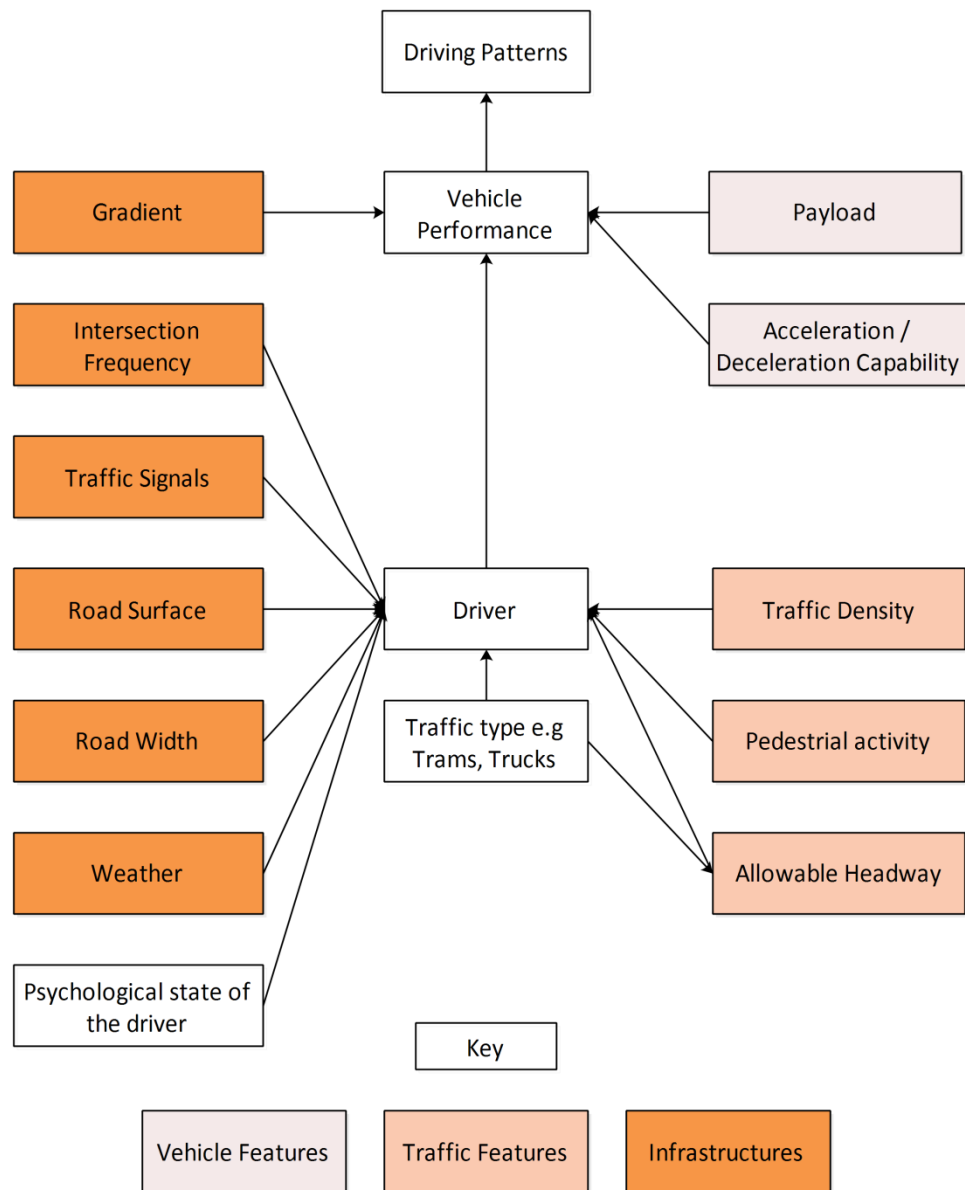 Driving Patterns
Gradient
Vehicle
Performance
Payload
Intersection
Frequency
Acceleration /
Deceleration Capability
Traffic Signals
Road Surface
Driver
Traffic Density
Road Width
Traffic type e.g
Trams, Trucks
Pedestrial activity
Weather
Allowable Headway
Psychological state of
the driver
Key
Vehicle Features
Traffic Features
Infrastructures